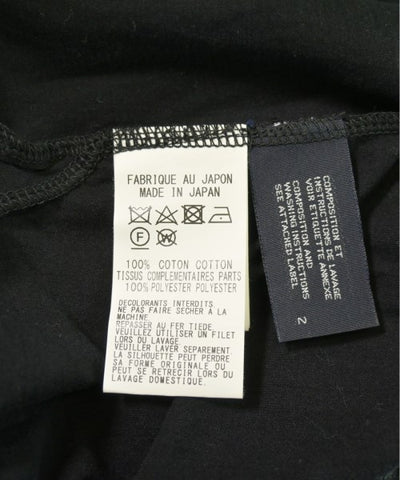 FABRIQUE AU JAPON
MADE IN JAPAN
F W
100% COTON COTTON
TISSUS COMPLEMENTAIRES PARTS
100% POLYESTER POLYESTER
DECOLORANTS INTERDITS
NE PAS FAIRE SECHER A LA
MACHINE.
REPASSER AU FER TIEDE.
VEUILLEZ UTILISER UN FILET
LORS DU LAVAGE.
VEUILLER LAVER SEPAREMENT.
LA SILHOUETTE PEUT PERDRE
SA FORME ORIGINALE OU
PEUT RETRECIR LORS DU
LAVAGE DOMESTIQUE.
COMPOSITION ET
INSTRUCTIONS DE LAVAGE
VOIR ETIQUETTE ANNEXE
COMPOSITION AND
WASHING INSTRUCTIONS
SEE ATTACHED LABEL
2